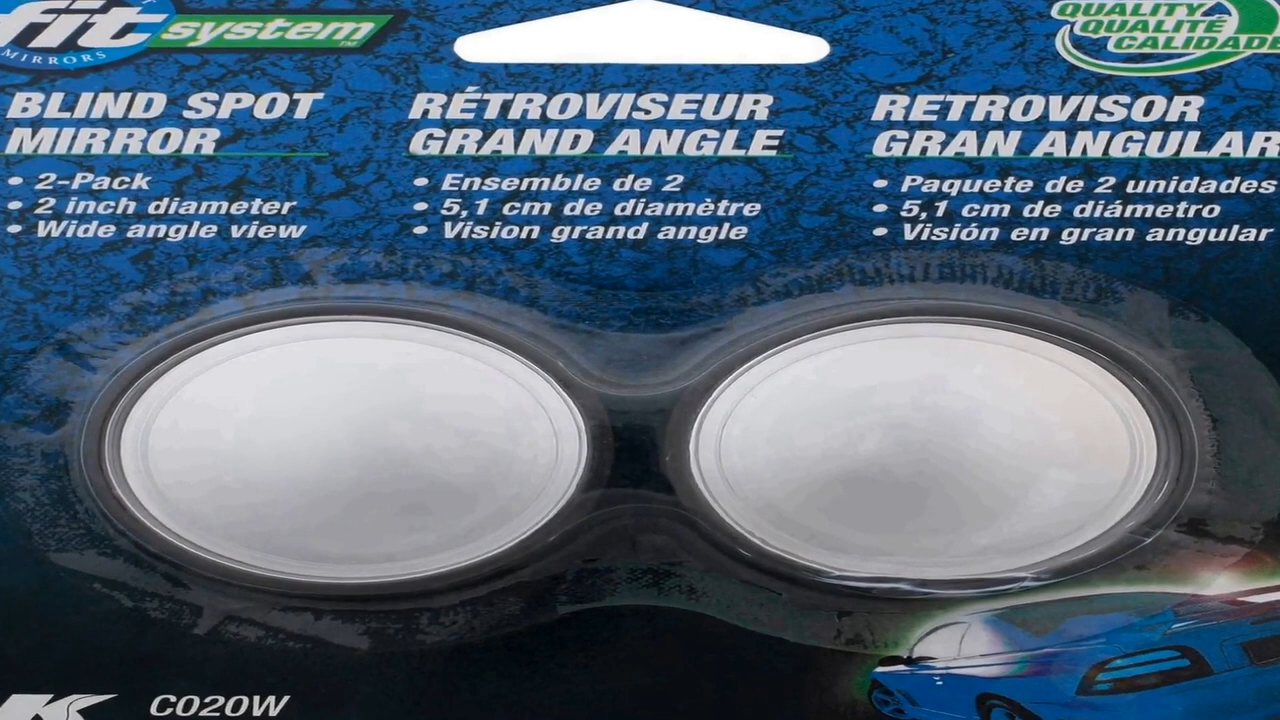 fit system™
MIRRORS
QUALITY
QUALITÉ
CALIDAD
BLIND SPOT
MIRROR
• 2-Pack
• 2 inch diameter
• Wide angle view
RÉTROVISEUR
GRAND ANGLE
• Ensemble de 2
• 5,1 cm de diamètre
• Vision grand angle
RETROVISOR
GRAN ANGULAR
• Paquete de 2 unidades
• 5,1 cm de diámetro
• Visión en gran angular
K
C020W